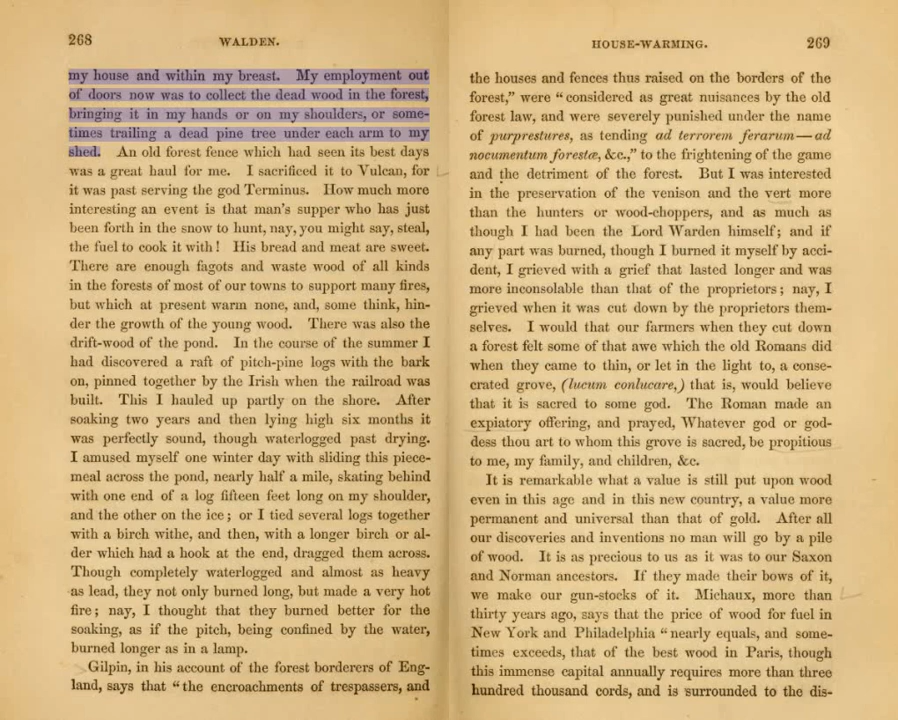 268
WALDEN.
my house and within my breast. My employment out
of doors now was to collect the dead wood in the forest,
bringing it in my hands or on my shoulders, or some-
times trailing a dead pine tree under each arm to my
shed. An old forest fence which had seen its best days
was a great haul for me. I sacrificed it to Vulcan, for
it was past serving the god Terminus. How much more
interesting an event is that man's supper who has just
been forth in the snow to hunt, nay, you might say, steal,
the fuel to cook it with! His bread and meat are sweet.
There are enough fagots and waste wood of all kinds
in the forests of most of our towns to support many fires,
but which at present warm none, and, some think, hin-
der the growth of the young wood. There was also the
drift-wood of the pond. In the course of the summer I
had discovered a raft of pitch-pine logs with the bark
on, pinned together by the Irish when the railroad was
built. This I hauled up partly on the shore. After
soaking two years and then lying high six months it
was perfectly sound, though waterlogged past drying.
I amused myself one winter day with sliding this piece-
meal across the pond, nearly half a mile, skating behind
with one end of a log fifteen feet long on my shoulder,
and the other on the ice; or I tied several logs together
with a birch withe, and then, with a longer birch or al-
der which had a hook at the end, dragged them across.
Though completely waterlogged and almost as heavy
as lead, they not only burned long, but made a very hot
fire; nay, I thought that they burned better for the
soaking, as if the pitch, being confined by the water,
burned longer as in a lamp.
Gilpin, in his account of the forest borderers of Eng-
land, says that "the encroachments of trespassers, and
HOUSE-WARMING.
269
the houses and fences thus raised on the borders of the
forest," were "considered as great nuisances by the old
forest law, and were severely punished under the name
of purprestures, as tending ad terrorem ferarum—ad
nocumentum forestæ, &c.," to the frightening of the game
and the detriment of the forest. But I was interested
in the preservation of the venison and the vert more
than the hunters or wood-choppers, and as much as
though I had been the Lord Warden himself; and if
any part was burned, though I burned it myself by acci-
dent, I grieved with a grief that lasted longer and was
more inconsolable than that of the proprietors; nay, I
grieved when it was cut down by the proprietors them-
selves. I would that our farmers when they cut down
a forest felt some of that awe which the old Romans did
when they came to thin, or let in the light to, a conse-
crated grove, (lucum conlucare,) that is, would believe
that it is sacred to some god. The Roman made an
expiatory offering, and prayed, Whatever god or god-
dess thou art to whom this grove is sacred, be propitious
to me, my family, and children, &c.
It is remarkable what a value is still put upon wood
even in this age and in this new country, a value more
permanent and universal than that of gold. After all
our discoveries and inventions no man will go by a pile
of wood. It is as precious to us as it was to our Saxon
and Norman ancestors. If they made their bows of it,
we make our gun-stocks of it. Michaux, more than
thirty years ago, says that the price of wood for fuel in
New York and Philadelphia "nearly equals, and some-
times exceeds, that of the best wood in Paris, though
this immense capital annually requires more than three
hundred thousand cords, and is surrounded to the dis-